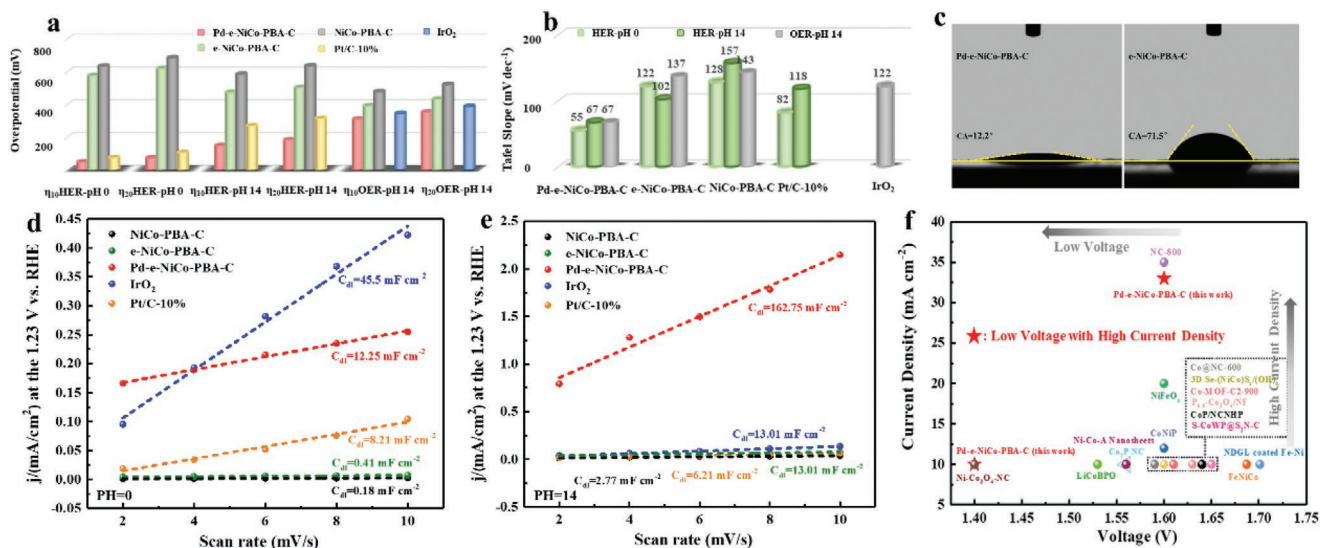 a
Pd-e-NiCo-PBA-C
NiCo-PBA-C
IrO₂
e-NiCo-PBA-C
Pt/C-10%
Overpotential (mV)
800
600
400
200
0
η₁₀HER-pH 0
η₂₀HER-pH 0
η₁₀HER-pH 14
η₂₀HER-pH 14
η₁₀OER-pH 14
η₂₀OER-pH 14
b
HER-pH 0
HER-pH 14
OER-pH 14
Tafel Slope (mV dec⁻¹)
200
100
0
55 67 67
122 102 137
128 157 143
82 118
122
Pd-e-NiCo-PBA-C
e-NiCo-PBA-C
NiCo-PBA-C
Pt/C-10%
IrO₂
c
Pd-e-NiCo-PBA-C
CA=12.2°
e-NiCo-PBA-C
CA=71.5°
d
j/(mA/cm²) at the 1.23 V vs. RHE
0.45
0.40
0.35
0.30
0.25
0.20
0.15
0.10
0.05
0.00
-0.05
NiCo-PBA-C
e-NiCo-PBA-C
Pd-e-NiCo-PBA-C
IrO₂
Pt/C-10%
C_dl=45.5 mF cm⁻²
C_dl=12.25 mF cm⁻²
C_dl=8.21 mF cm⁻²
C_dl=0.41 mF cm⁻²
C_dl=0.18 mF cm⁻²
PH=0
2 4 6 8 10
Scan rate (mV/s)
e
j/(mA/cm²) at the 1.23 V vs. RHE
2.5
2.0
1.5
1.0
0.5
0.0
-0.5
NiCo-PBA-C
e-NiCo-PBA-C
Pd-e-NiCo-PBA-C
IrO₂
Pt/C-10%
C_dl=162.75 mF cm⁻²
C_dl=13.01 mF cm⁻²
C_dl=2.77 mF cm⁻²
C_dl=6.21 mF cm⁻²
C_dl=13.01 mF cm⁻²
PH=14
2 4 6 8 10
Scan rate (mV/s)
f
Current Density (mA cm⁻²)
40
35
30
25
20
15
10
5
0
Low Voltage
NC-800
Pd-e-NiCo-PBA-C (this work)
: Low Voltage with High Current Density
High Current Density
Co@NC-600
3D Se-(NiCo)Sₓ/(OH)ₓ
Co-MOF-C2-900
CoP/NCNHP
S-CoWP@S,N-C
NiFeOₓ
CoNiP
Ni-Co-A Nanosheets
Co₂P NC
NDGL coated Fe-Ni
Pd-e-NiCo-PBA-C (this work)
Ni-Co₃O₄-NC
LiCoBPO
FeNiCo
1.40 1.45 1.50 1.55 1.60 1.65 1.70 1.75
Voltage (V)